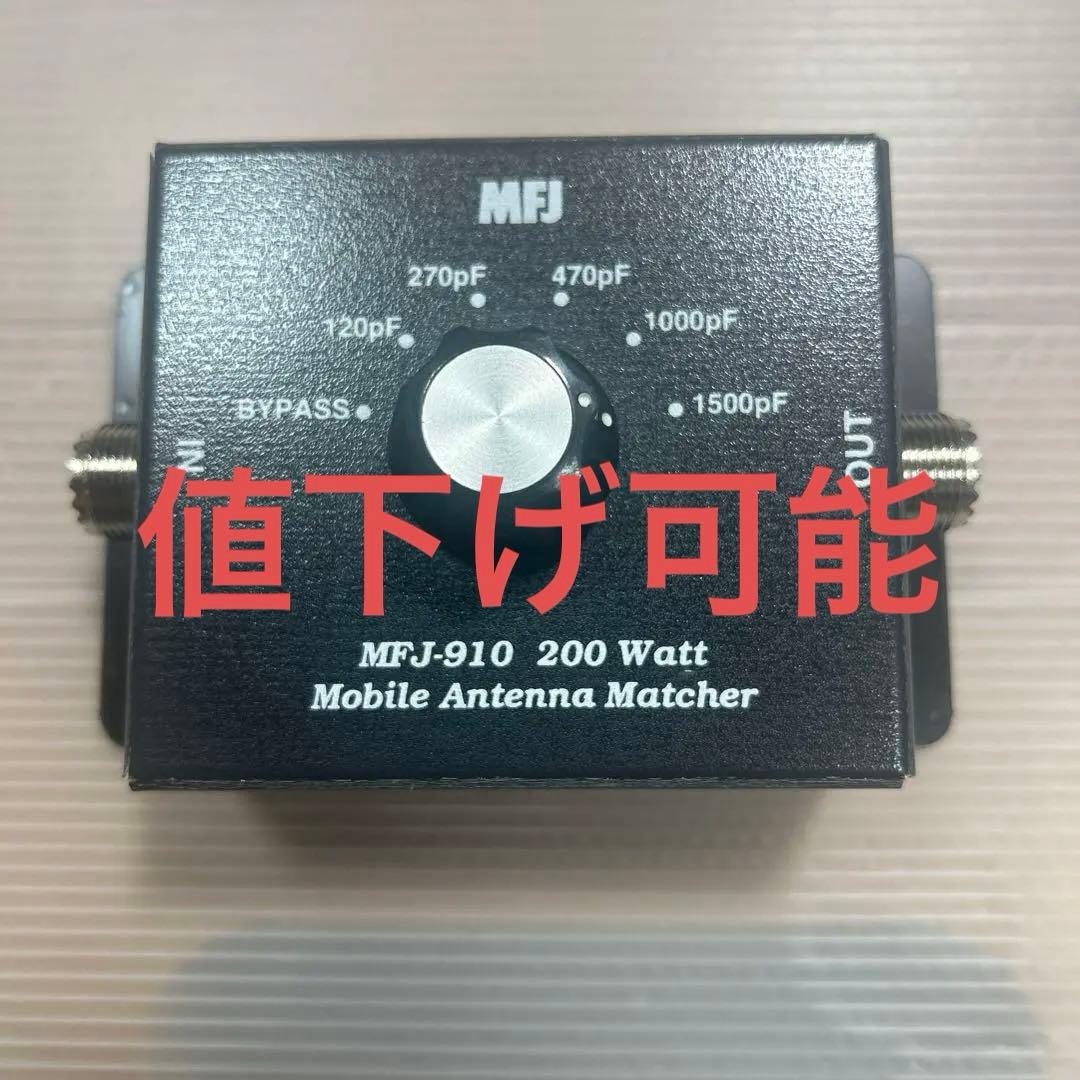 MFJ
270pF
470pF
120pF
1000pF
BYPASS
1500pF
IN
OUT
値下げ可能
MFJ-910 200 Watt
Mobile Antenna Matcher